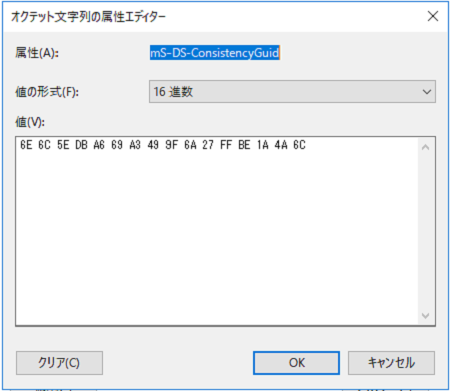 オクテット文字列の属性エディター
属性(A):
mS-DS-ConsistencyGuid
値の形式(F):
16 進数
値(V):
6E 6C 5E DB A6 69 A3 49 9F 6A 27 FF BE 1A 4A 6C
クリア(C)
OK
キャンセル